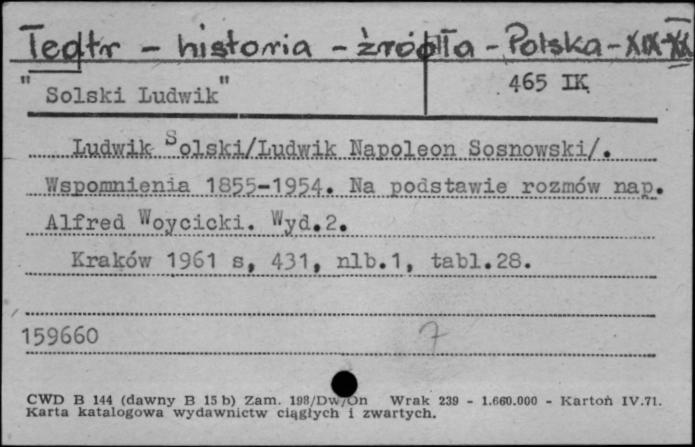 Teatr - historia - źródła - Polska - XIX-XX
"Solski Ludwik"
465 IK
Ludwik Solski/Ludwik Napoleon Sosnowski/.
Wspomnienia 1855-1954. Na podstawie rozmów nap.
Alfred Woycicki. Wyd.2.
Kraków 1961 s, 431, nlb.1, tabl.28.
159660
7
CWD B 144 (dawny B 15 b) Zam. 198/Dw/On Wrak 239 - 1.660.000 - Kartoń IV.71.
Karta katalogowa wydawnictw ciągłych i zwartych.